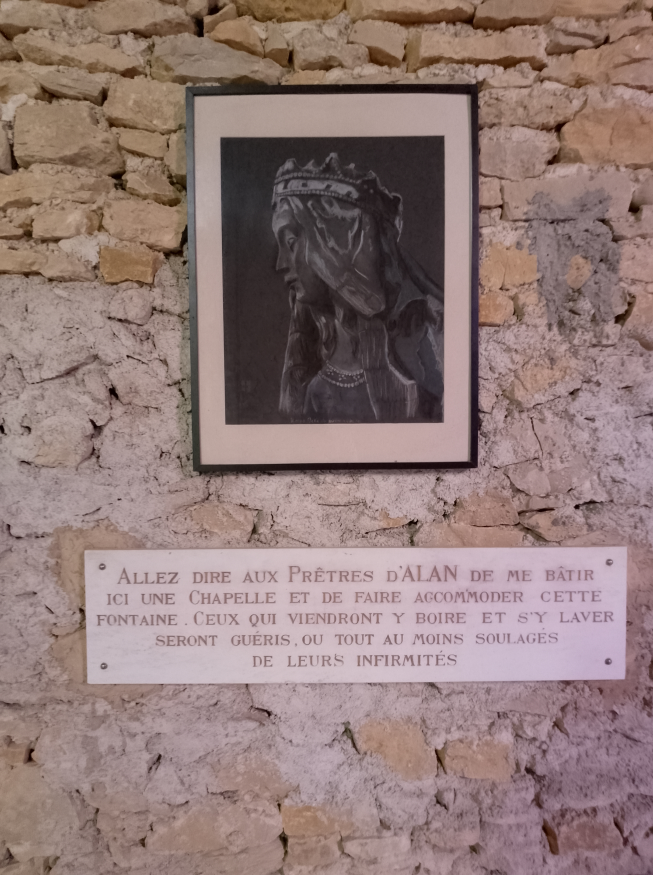 ALLEZ DIRE AUX PRÊTRES D'ALAN DE ME BÂTIR
ICI UNE CHAPELLE ET DE FAIRE ACCOMMODER CETTE
FONTAINE. CEUX QUI VIENDRONT Y BOIRE ET S'Y LAVER
SERONT GUÉRIS, OU TOUT AU MOINS SOULAGÉS
DE LEURS INFIRMITÉS